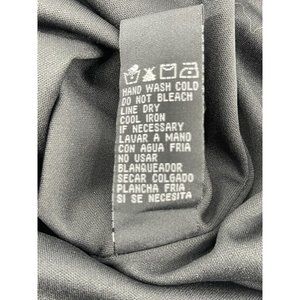 HAND WASH COLD
DO NOT BLEACH
LINE DRY
COOL IRON
IF NECESSARY
LAVAR A MANO
CON AGUA FRIA
NO USAR
BLANQUEADOR
SECAR COLGADO
PLANCHA FRIA
SI SE NECESITA